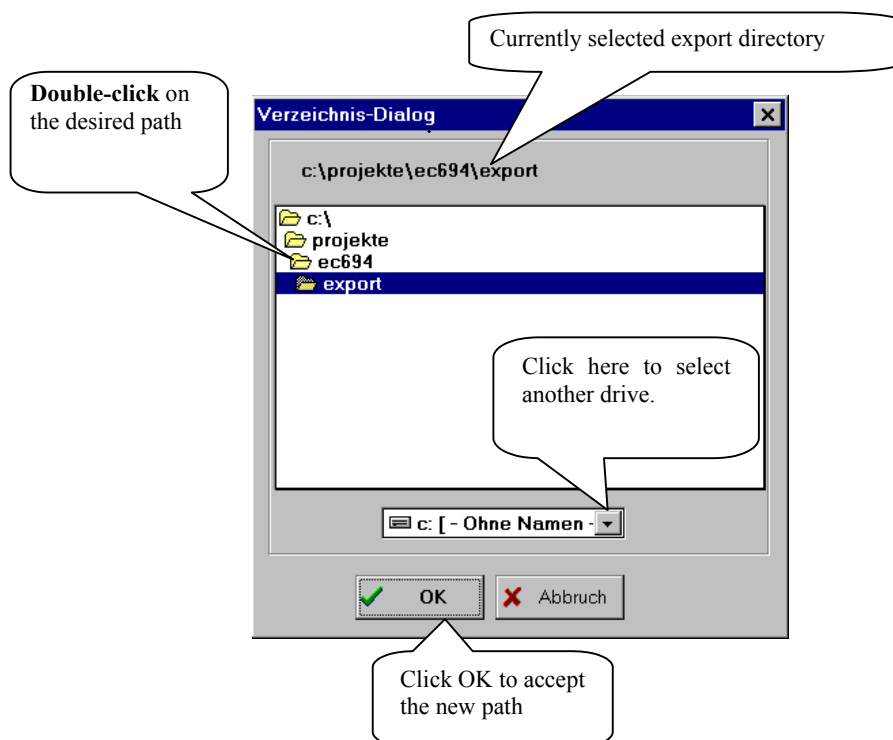 Currently selected export directory
Double-click on
the desired path
Verzeichnis-Dialog
c:\projekte\ec694\export
c:\
projekte
ec694
export
Click here to select
another drive.
c: [ - Ohne Namen -
OK
Abbruch
Click OK to accept
the new path